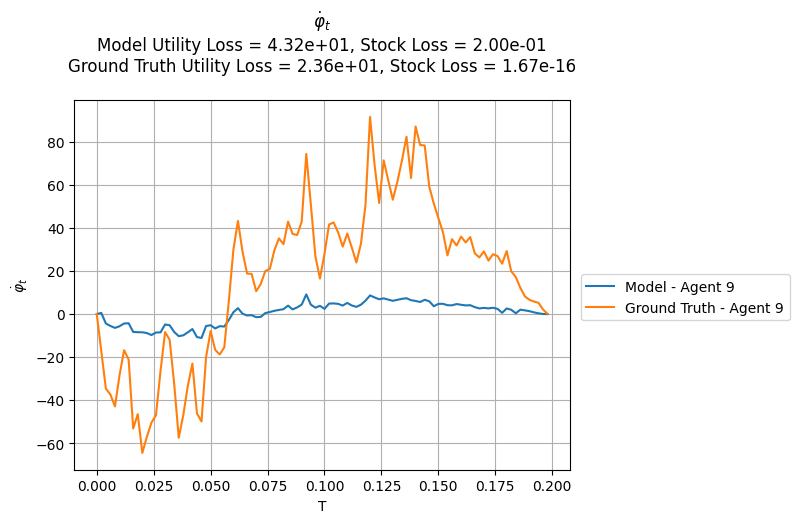 φ̇ₜ
Model Utility Loss = 4.32e+01, Stock Loss = 2.00e-01
Ground Truth Utility Loss = 2.36e+01, Stock Loss = 1.67e-16
80
60
40
20
0
−20
−40
−60
φ̇ₜ
0.000
0.025
0.050
0.075
0.100
0.125
0.150
0.175
0.200
T
Model - Agent 9
Ground Truth - Agent 9